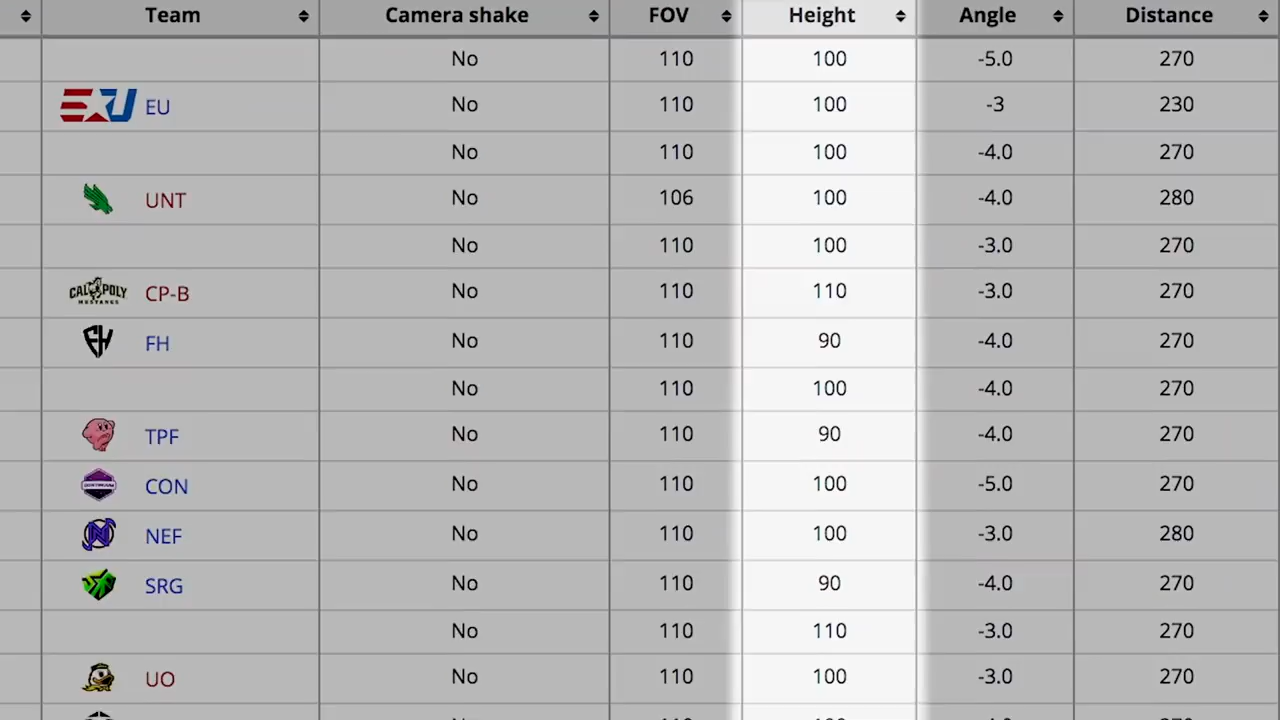 Team Camera shake FOV Height Angle Distance
No 110 100 -5.0 270
EU No 110 100 -3 230
No 110 100 -4.0 270
UNT No 106 100 -4.0 280
No 110 100 -3.0 270
CAL POLY MUSTANGS CP-B No 110 110 -3.0 270
FH No 110 90 -4.0 270
No 110 100 -4.0 270
TPF No 110 90 -4.0 270
CON No 110 100 -5.0 270
NEF No 110 100 -3.0 280
SRG No 110 90 -4.0 270
No 110 110 -3.0 270
UO No 110 100 -3.0 270